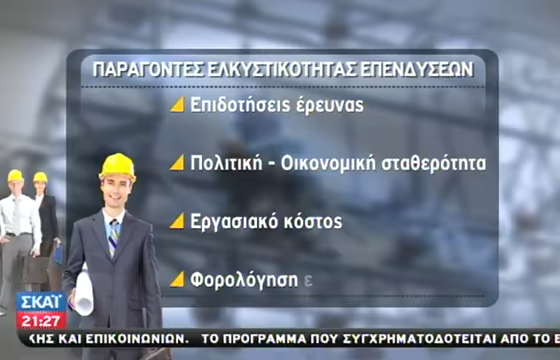 ΠΑΡΑΓΟΝΤΕΣ ΕΛΚΥΣΤΙΚΟΤΗΤΑΣ ΕΠΕΝΔΥΣΕΩΝ
Επιδοτήσεις έρευνας
Πολιτική - Οικονομική σταθερότητα
Εργασιακό κόστος
Φορολόγηση ε
ΣΚΑΪ
21:27
ΚΗΣ ΚΑΙ ΕΠΙΚΟΙΝΩΝΙΩΝ. ΤΟ ΠΡΟΓΡΑΜΜΑ ΠΟΥ ΣΥΓΧΡΗΜΑΤΟΔΟΤΕΙΤΑΙ ΑΠΟ ΤΟ Ε